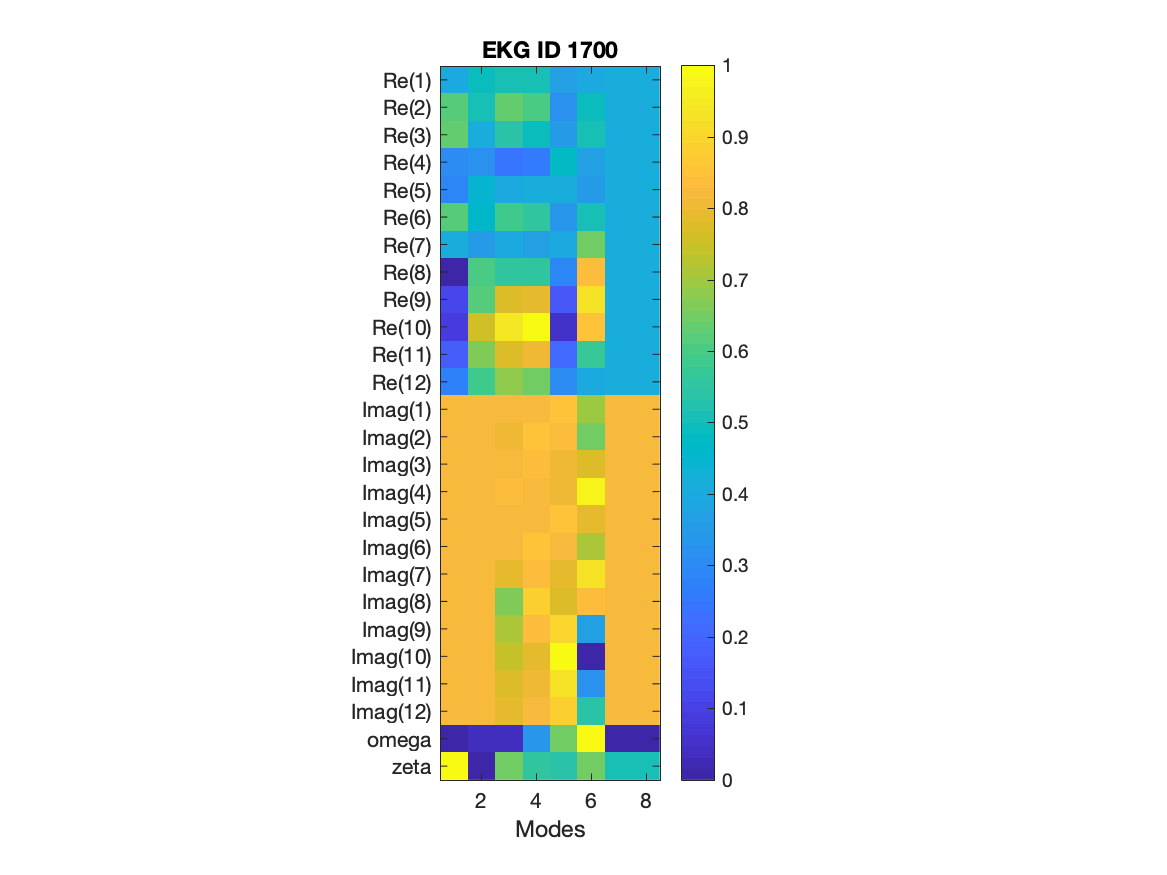 EKG ID 1700
Re(1)
Re(2)
Re(3)
Re(4)
Re(5)
Re(6)
Re(7)
Re(8)
Re(9)
Re(10)
Re(11)
Re(12)
Imag(1)
Imag(2)
Imag(3)
Imag(4)
Imag(5)
Imag(6)
Imag(7)
Imag(8)
Imag(9)
Imag(10)
Imag(11)
Imag(12)
omega
zeta
2 4 6 8
Modes
1
0.9
0.8
0.7
0.6
0.5
0.4
0.3
0.2
0.1
0